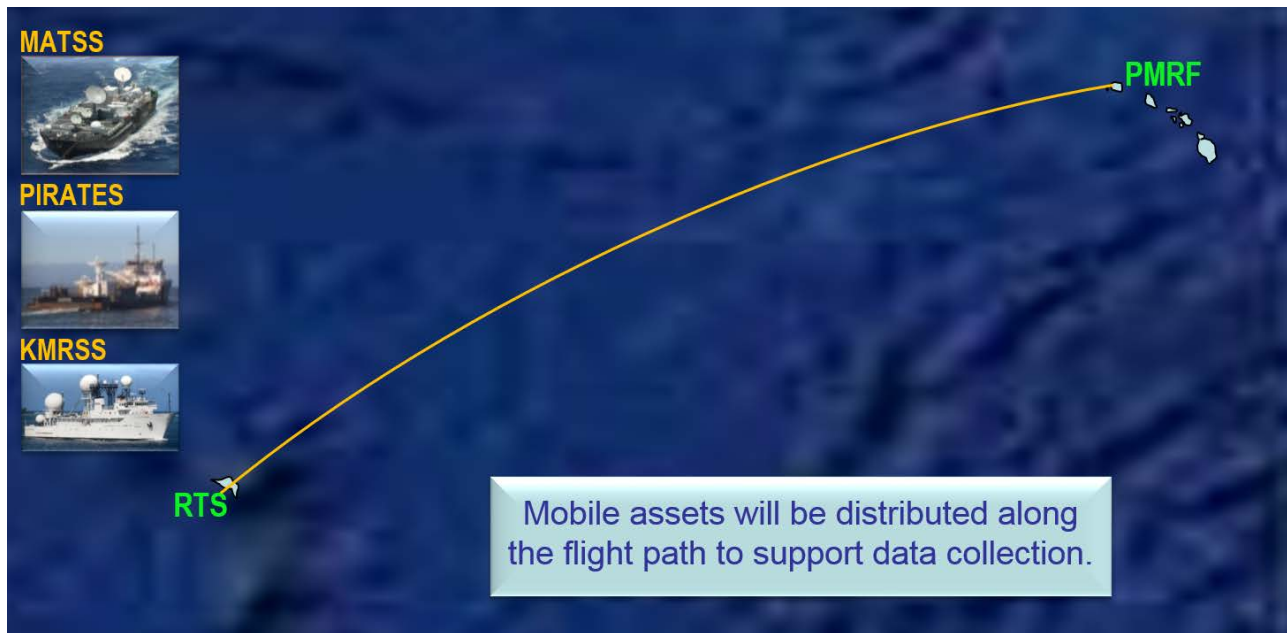 MATSS
PMRF
PIRATES
KMRSS
RTS
Mobile assets will be distributed along
the flight path to support data collection.